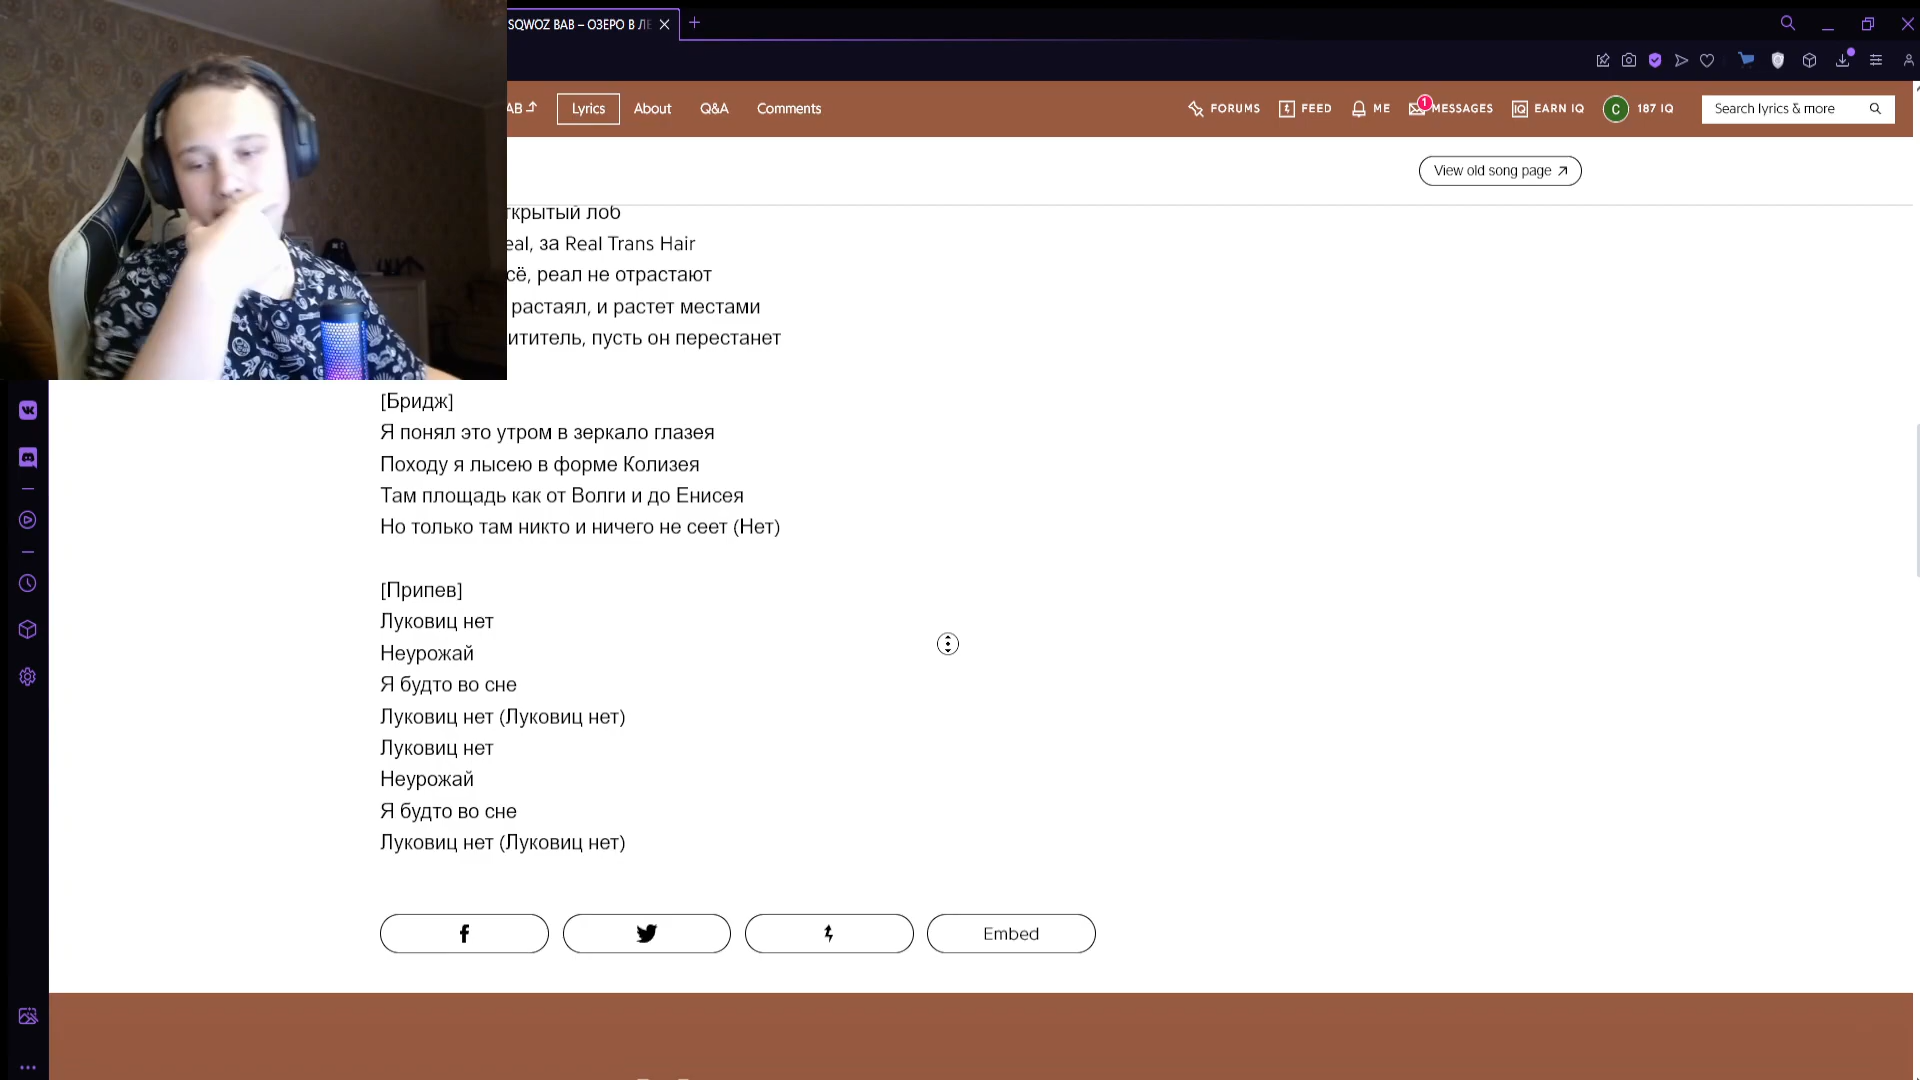 SQWOZ BAB – ОЗЕРО В ЛЕ
Lyrics
About
Q&A
Comments
FORUMS
FEED
ME
1
MESSAGES
EARN IQ
C
187 IQ
Search lyrics & more
View old song page
лоб
за Real Trans Hair
реал не отрастают
растаял, и растет местами
пусть он перестанет
[Бридж]
Я понял это утром в зеркало глазея
Походу я лысею в форме Колизея
Там площадь как от Волги и до Енисея
Но только там никто и ничего не сеет (Нет)
[Припев]
Луковиц нет
Неурожай
Я будто во сне
Луковиц нет (Луковиц нет)
Луковиц нет
Неурожай
Я будто во сне
Луковиц нет (Луковиц нет)
Embed